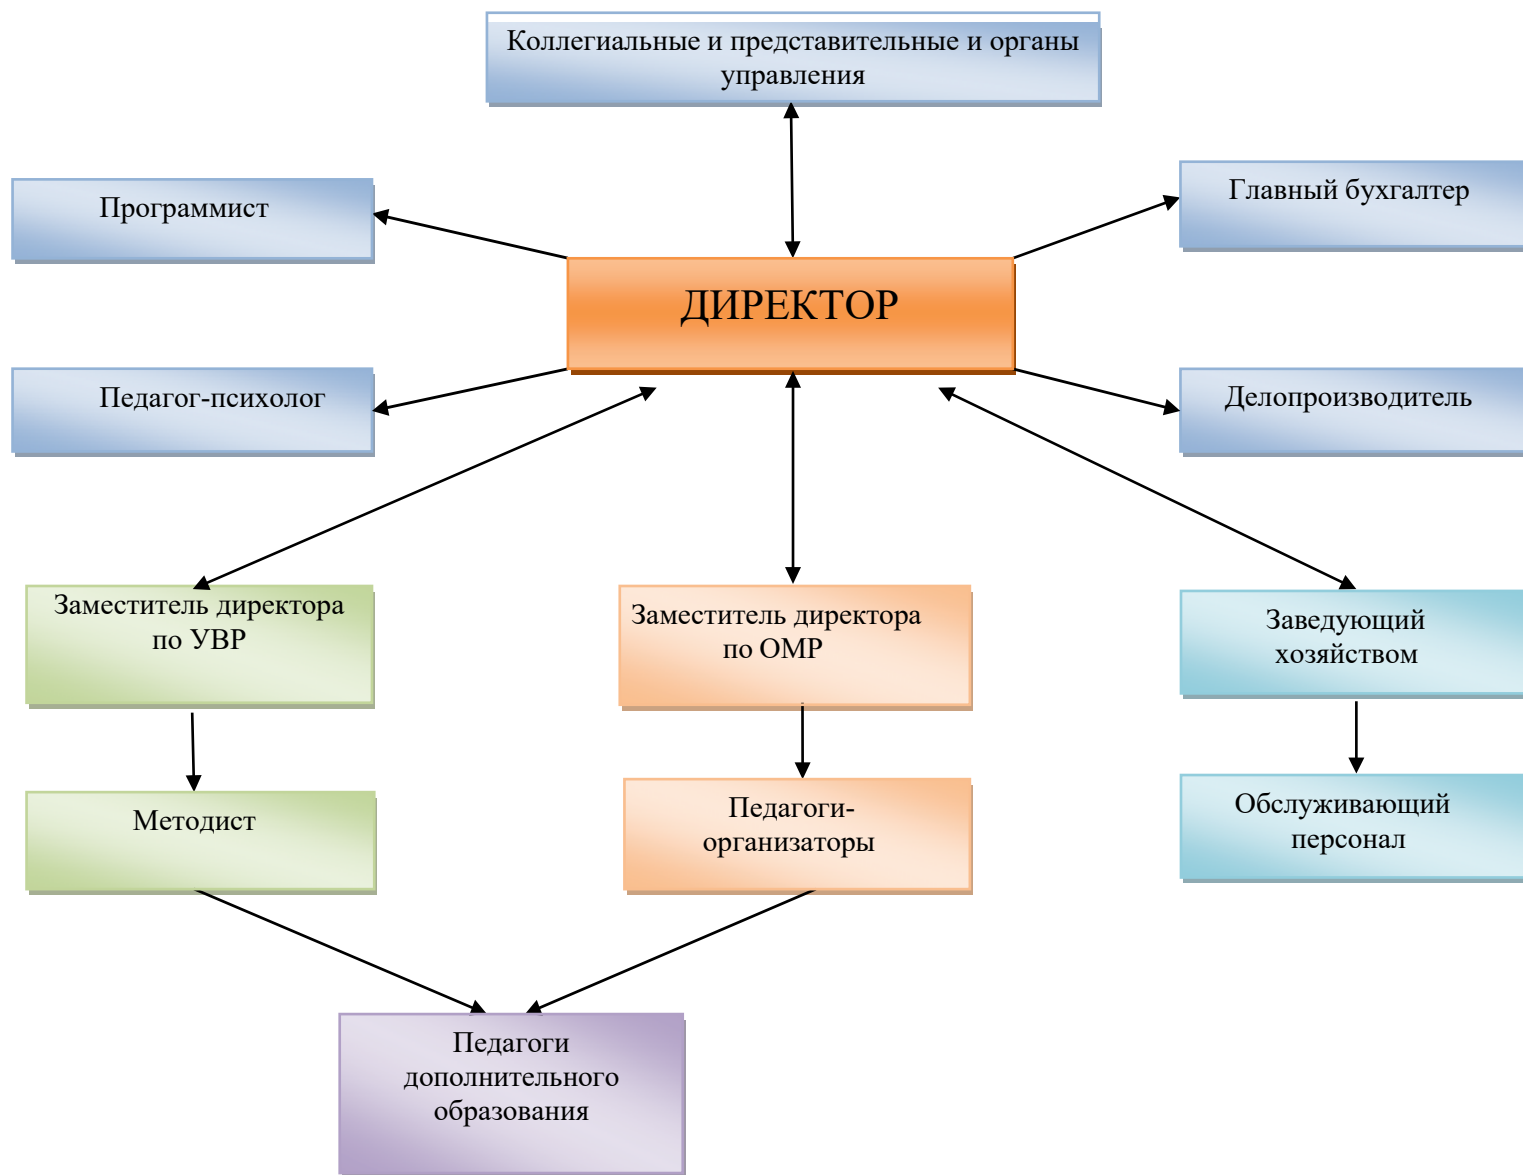 Коллегиальные и представительные и органы
управления
Программист
Главный бухгалтер
ДИРЕКТОР
Педагог-психолог
Делопроизводитель
Заместитель директора
по УВР
Заместитель директора
по ОМР
Заведующий
хозяйством
Методист
Педагоги-
организаторы
Обслуживающий
персонал
Педагоги
дополнительного
образования